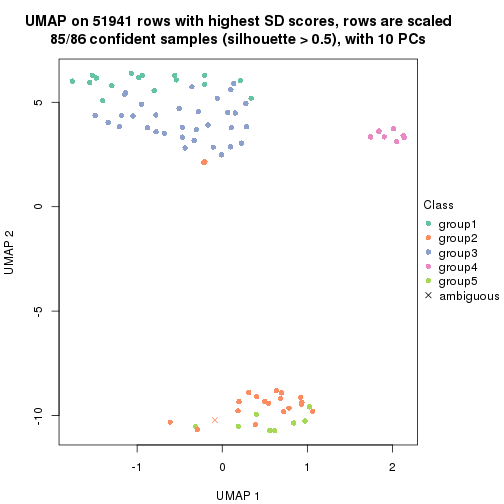 UMAP on 51941 rows with highest SD scores, rows are scaled
85/86 confident samples (silhouette > 0.5), with 10 PCs
5
0
-5
-10
UMAP 2
-1
0
1
2
UMAP 1
Class
group1
group2
group3
group4
group5
ambiguous